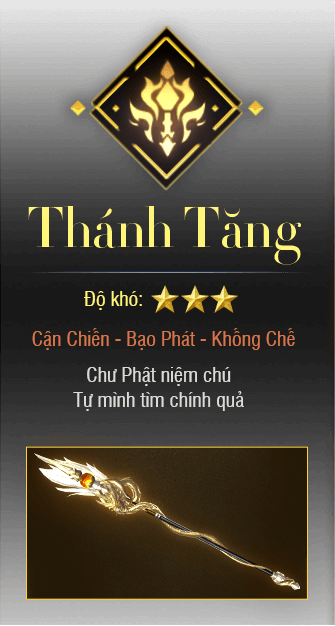 Thánh Tăng
Độ khó:
Cận Chiến - Bạo Phát - Khống Chế
Chư Phật niệm chú
Tự mình tìm chính quả